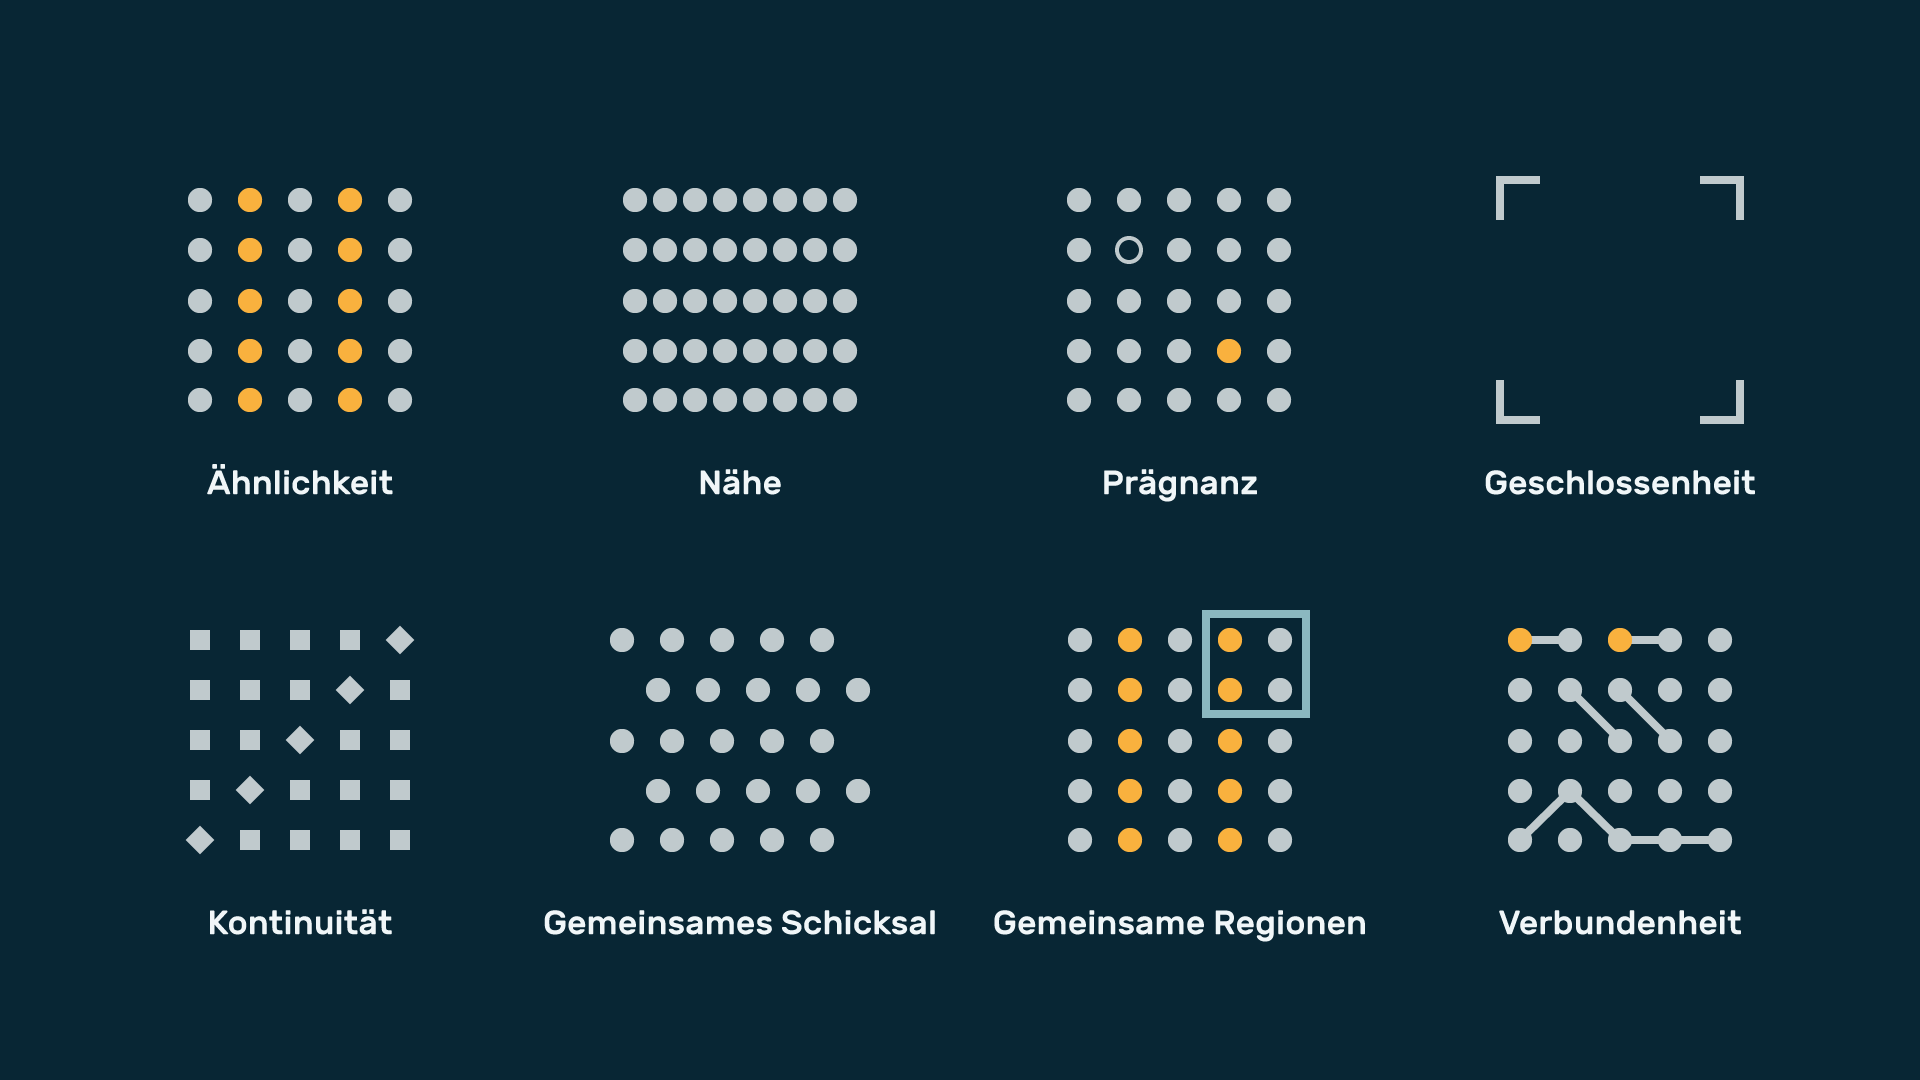 Ähnlichkeit
Nähe
Prägnanz
Geschlossenheit
Kontinuität
Gemeinsames Schicksal
Gemeinsame Regionen
Verbundenheit